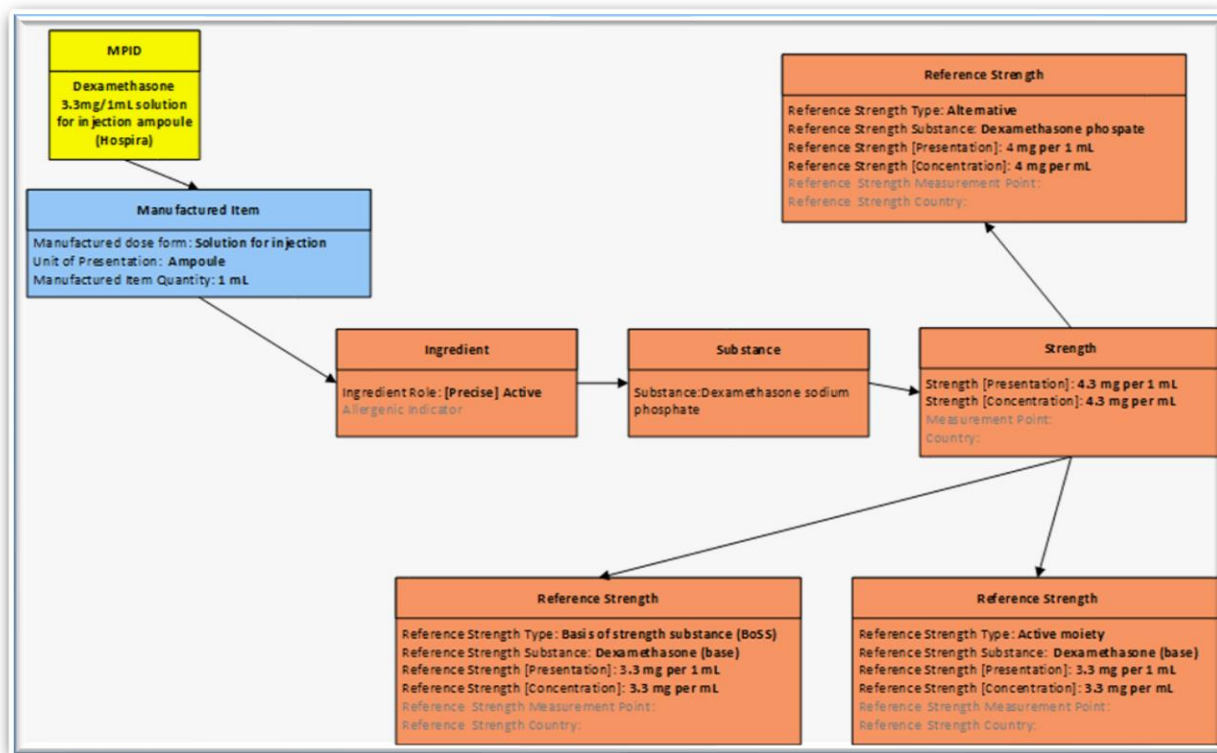 MPID
Dexamethasone
3.3mg/1mL solution
for injection ampoule
(Hospira)
Manufactured Item
Manufactured dose form: Solution for injection
Unit of Presentation: Ampoule
Manufactured Item Quantity: 1 mL
Reference Strength
Reference Strength Type: Alternative
Reference Strength Substance: Dexamethasone phospate
Reference Strength [Presentation]: 4 mg per 1 mL
Reference Strength [Concentration]: 4 mg per mL
Reference Strength Measurement Point:
Reference Strength Country:
Ingredient
Ingredient Role: [Precise] Active
Allergenic Indicator
Substance
Substance:Dexamethasone sodium
phosphate
Strength
Strength [Presentation]: 4.3 mg per 1 mL
Strength [Concentration]: 4.3 mg per mL
Measurement Point:
Country:
Reference Strength
Reference Strength Type: Basis of strength substance (BoSS)
Reference Strength Substance: Dexamethasone (base)
Reference Strength [Presentation]: 3.3 mg per 1 mL
Reference Strength [Concentration]: 3.3 mg per mL
Reference Strength Measurement Point:
Reference Strength Country:
Reference Strength
Reference Strength Type: Active moiety
Reference Strength Substance: Dexamethasone (base)
Reference Strength [Presentation]: 3.3 mg per 1 mL
Reference Strength [Concentration]: 3.3 mg per mL
Reference Strength Measurement Point:
Reference Strength Country: